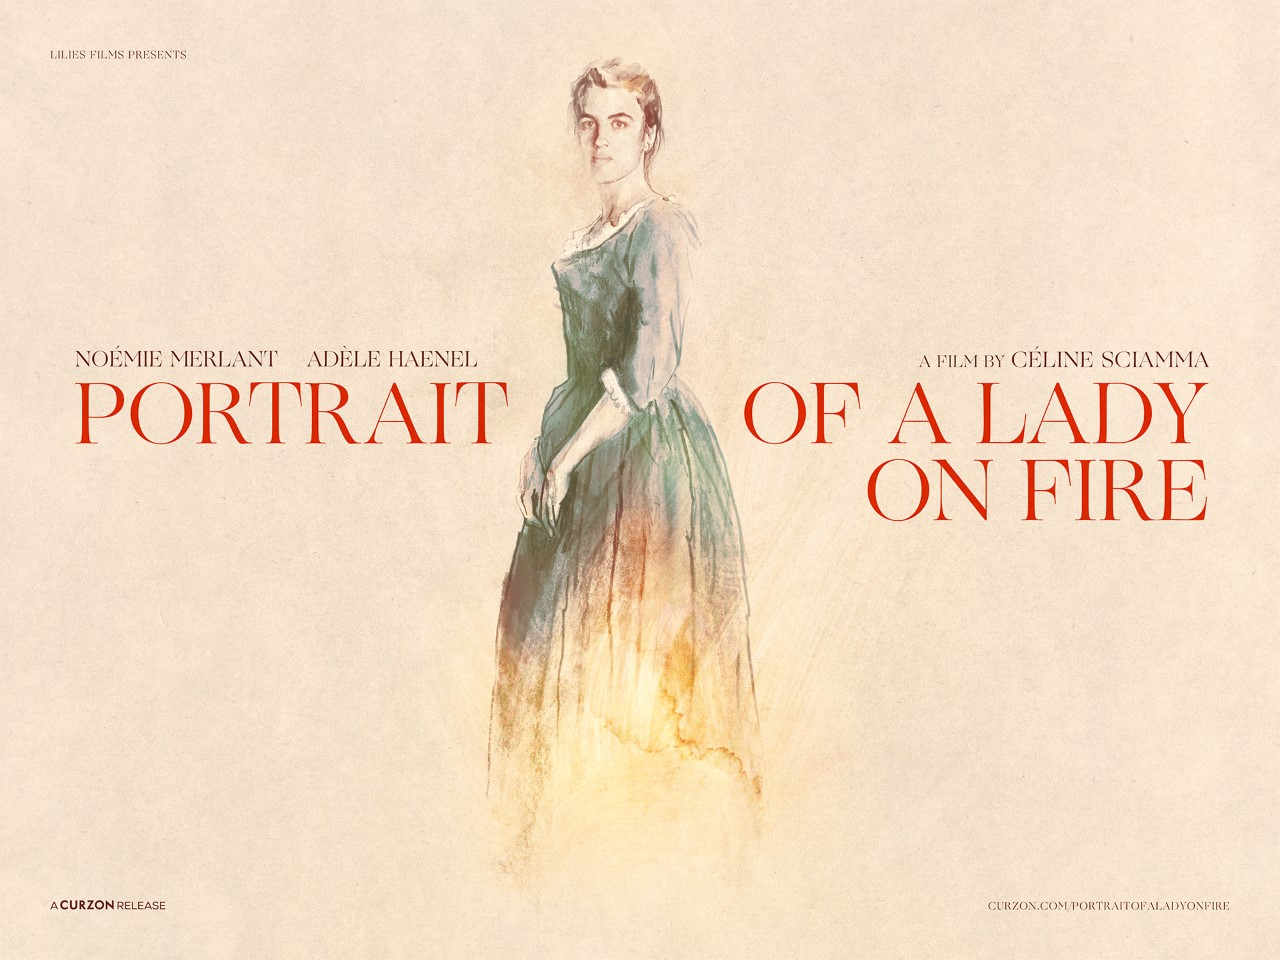 LILIES FILMS PRESENTS
NOÉMIE MERLANT ADÈLE HAENEL
A FILM BY CÉLINE SCIAMMA
PORTRAIT OF A LADY
ON FIRE
A CURZON RELEASE
CURZON.COM/PORTRAITOFALADYONFIRE